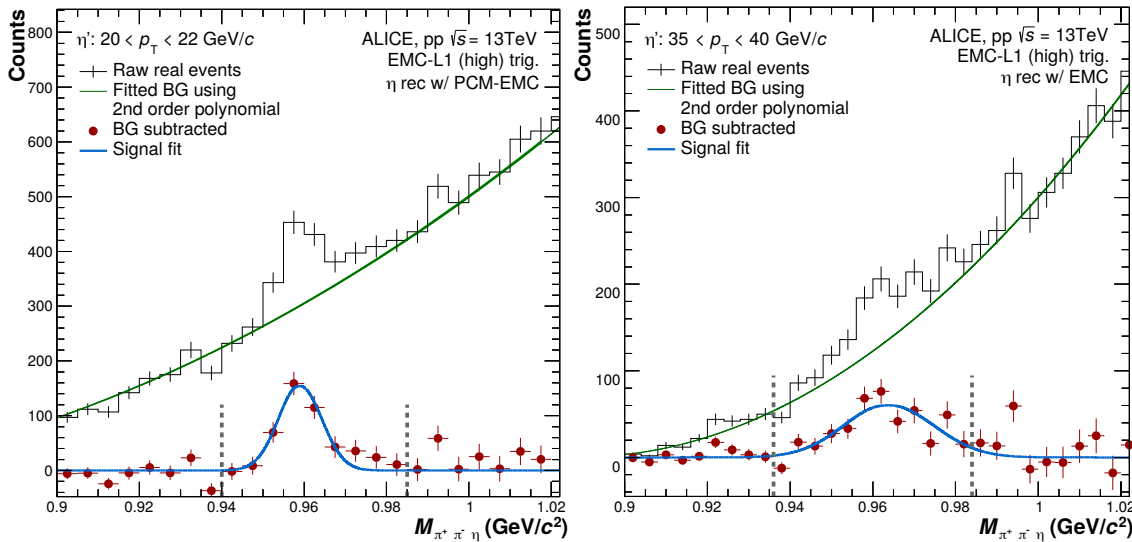 Counts
η': 20 < p_T < 22 GeV/c
ALICE, pp √s = 13TeV
EMC-L1 (high) trig.
η rec w/ PCM-EMC
Raw real events
Fitted BG using
2nd order polynomial
BG subtracted
Signal fit
800
700
600
500
400
300
200
100
0
0.9 0.92 0.94 0.96 0.98 1 1.02
M_π⁺ π⁻ η (GeV/c²)
Counts
η': 35 < p_T < 40 GeV/c
ALICE, pp √s = 13TeV
EMC-L1 (high) trig.
η rec w/ EMC
Raw real events
Fitted BG using
2nd order polynomial
BG subtracted
Signal fit
500
400
300
200
100
0
0.9 0.92 0.94 0.96 0.98 1 1.02
M_π⁺ π⁻ η (GeV/c²)